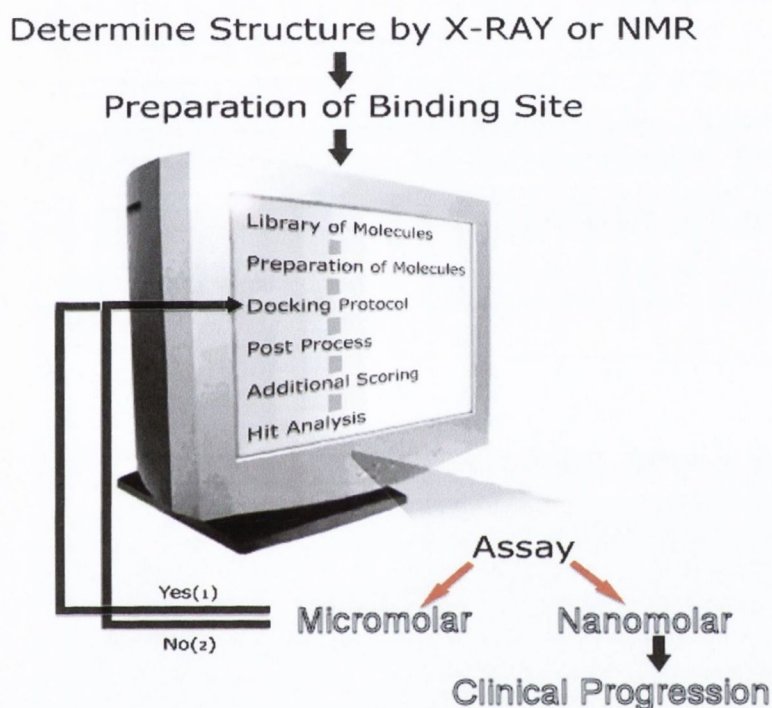 Determine Structure by X-RAY or NMR
Preparation of Binding Site
Library of Molecules
Preparation of Molecules
Docking Protocol
Post Process
Additional Scoring
Hit Analysis
Assay
Yes(1)
Micromolar
Nanomolar
No(2)
Clinical Progression